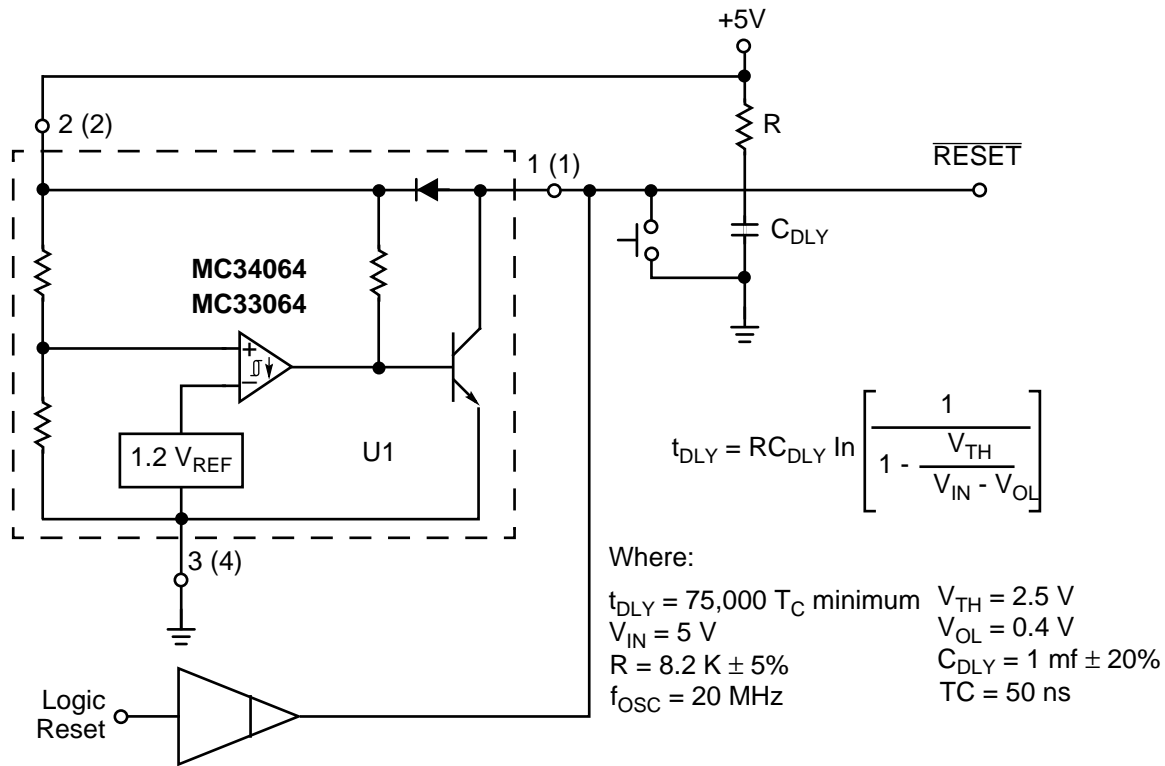 +5V
2 (2)
R
1 (1)
RESET
C_DLY
MC34064
MC33064
+
−
1.2 V_REF
U1
t_DLY = RC_DLY ln [ 1 / (1 - V_TH / (V_IN - V_OL)) ]
3 (4)
Where:
t_DLY = 75,000 T_C minimum
V_TH = 2.5 V
V_IN = 5 V
V_OL = 0.4 V
R = 8.2 K ± 5%
C_DLY = 1 mf ± 20%
f_OSC = 20 MHz
TC = 50 ns
Logic
Reset